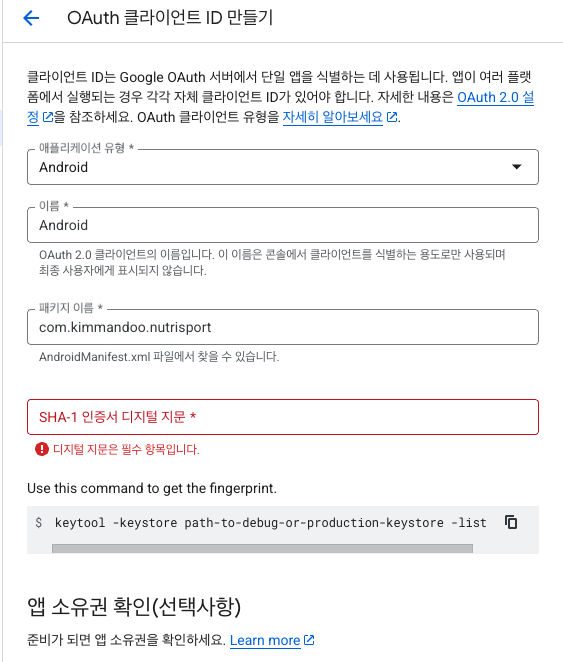 OAuth 클라이언트 ID 만들기
클라이언트 ID는 Google OAuth 서버에서 단일 앱을 식별하는 데 사용됩니다. 앱이 여러 플랫
폼에서 실행되는 경우 각각 자체 클라이언트 ID가 있어야 합니다. 자세한 내용은 OAuth 2.0 설
정을 참조하세요. OAuth 클라이언트 유형을 자세히 알아보세요.
애플리케이션 유형 *
Android
이름 *
Android
OAuth 2.0 클라이언트의 이름입니다. 이 이름은 콘솔에서 클라이언트를 식별하는 용도로만 사용되며
최종 사용자에게 표시되지 않습니다.
패키지 이름 *
com.kimmandoo.nutrisport
AndroidManifest.xml 파일에서 찾을 수 있습니다.
SHA-1 인증서 디지털 지문 *
디지털 지문은 필수 항목입니다.
Use this command to get the fingerprint.
$ keytool -keystore path-to-debug-or-production-keystore -list
앱 소유권 확인(선택사항)
준비가 되면 앱 소유권을 확인하세요. Learn more